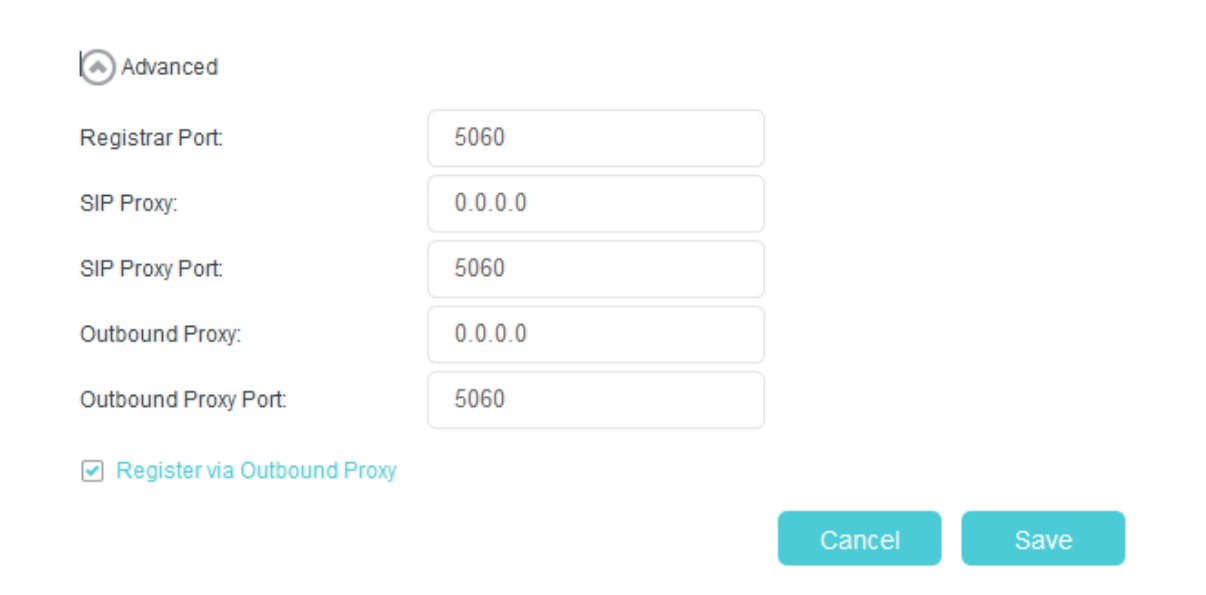 Advanced
Registrar Port: 5060
SIP Proxy: 0.0.0.0
SIP Proxy Port: 5060
Outbound Proxy: 0.0.0.0
Outbound Proxy Port: 5060
Register via Outbound Proxy
Cancel Save